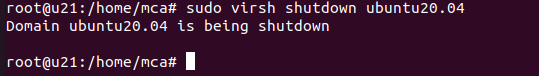 root@u21:/home/mca# sudo virsh shutdown ubuntu20.04
Domain ubuntu20.04 is being shutdown
root@u21:/home/mca#